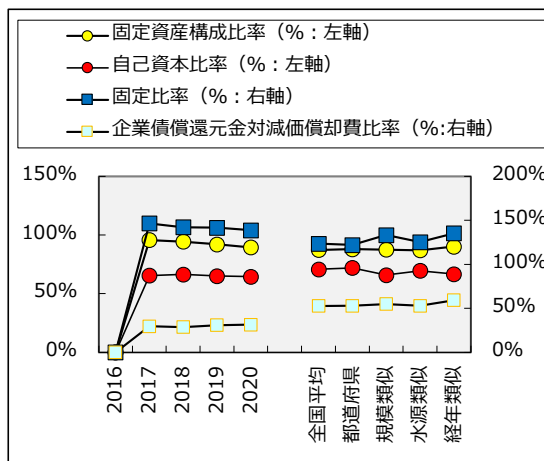 固定資産構成比率（%：左軸）
自己資本比率（%：左軸）
固定比率（%：右軸）
企業債償還元金対減価償却費比率（%:右軸）
150% 200%
100% 150%
50% 100%
0% 50%
0%
2016
2017
2018
2019
2020
全国平均
都道府県
規模類似
水源類似
経年類似